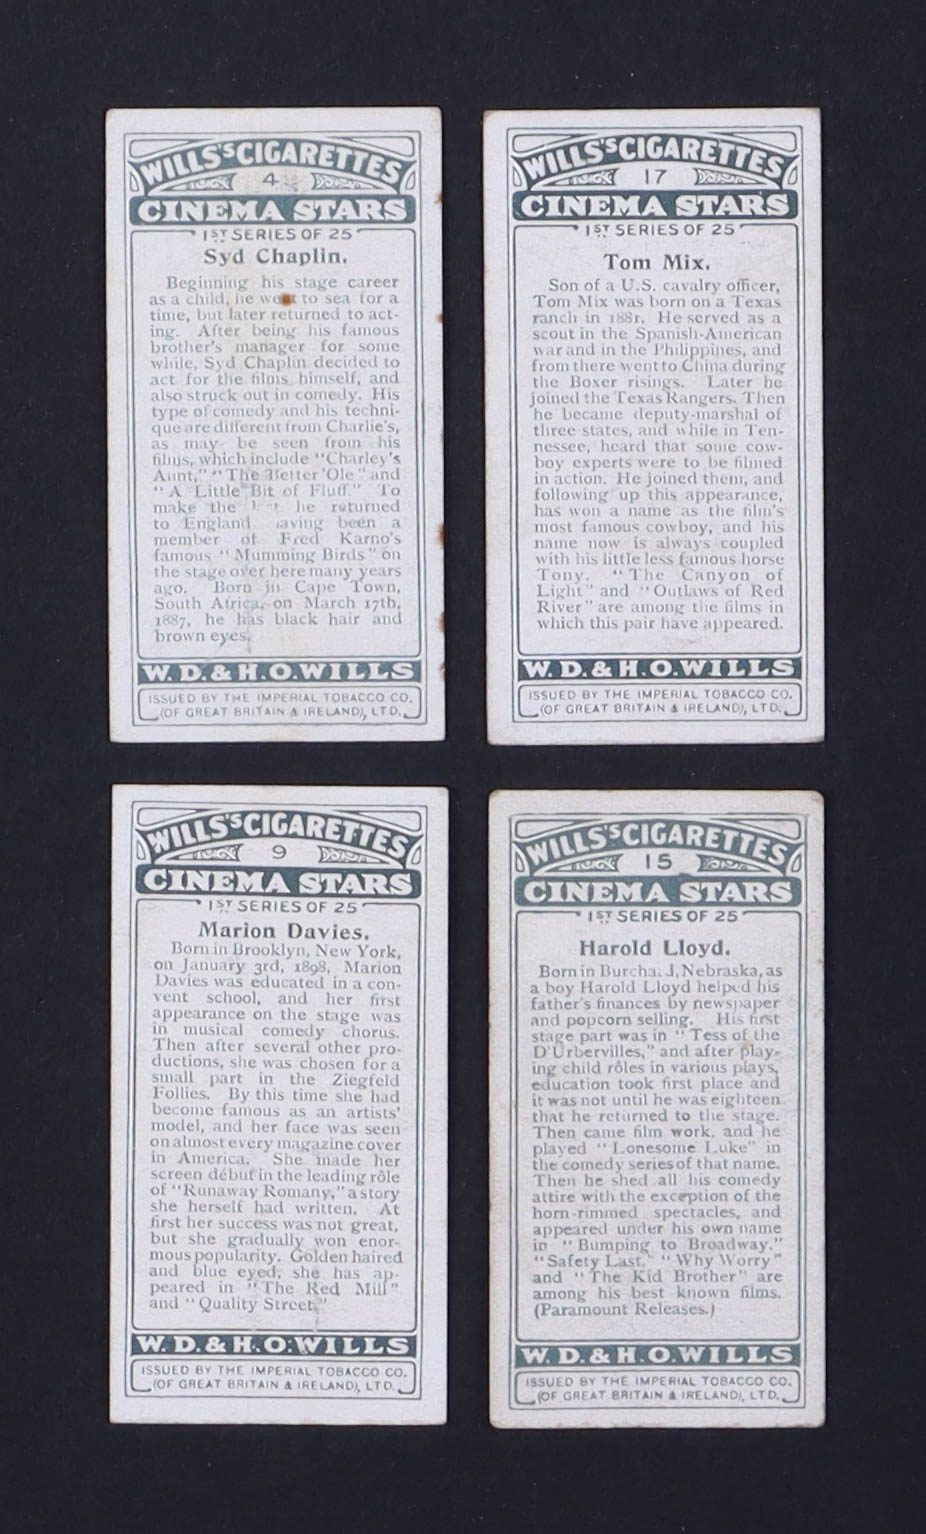 WILLS'S CIGARETTES
4
CINEMA STARS
1ST SERIES OF 25
Syd Chaplin.
Beginning his stage career
as a child, he went to sea for a
time, but later returned to act-
ing. After being his famous
brother's manager for some
while, Syd Chaplin decided to
act for the films himself, and
also struck out in comedy. His
type of comedy and his techni-
que are different from Charlie's,
as may be seen from his
films, which include "Charley's
Aunt," "The Better 'Ole" and
"A Little Bit of Fluff." To
make the he returned
to England, having been a
member of Fred Karno's
famous "Mumming Birds" on
the stage over here many years
ago. Born in Cape Town,
South Africa, on March 17th,
1887, he has black hair and
brown eyes.
W. D. & H. O. WILLS
ISSUED BY THE IMPERIAL TOBACCO CO.
(OF GREAT BRITAIN & IRELAND), LTD.
WILLS'S CIGARETTES
17
CINEMA STARS
1ST SERIES OF 25
Tom Mix.
Son of a U.S. cavalry officer,
Tom Mix was born on a Texas
ranch in 1881. He served as a
scout in the Spanish-American
war and in the Philippines, and
from there went to China during
the Boxer risings. Later he
joined the Texas Rangers. Then
he became deputy-marshal of
three states, and while in Ten-
nessee, heard that some cow-
boy experts were to be filmed
in action. He joined them, and
following up this appearance,
has won a name as the film's
most famous cowboy, and his
name now is always coupled
with his little less famous horse
Tony. "The Canyon of
Light" and "Outlaws of Red
River" are among the films in
which this pair have appeared.
W. D. & H. O. WILLS
ISSUED BY THE IMPERIAL TOBACCO CO.
(OF GREAT BRITAIN & IRELAND), LTD.
WILLS'S CIGARETTES
9
CINEMA STARS
1ST SERIES OF 25
Marion Davies.
Born in Brooklyn, New York,
on January 3rd, 1898, Marion
Davies was educated in a con-
vent school, and her first
appearance on the stage was
in musical comedy chorus.
Then after several other pro-
ductions, she was chosen for a
small part in the Ziegfeld
Follies. By this time she had
become famous as an artists'
model, and her face was seen
on almost every magazine cover
in America. She made her
screen début in the leading rôle
of "Runaway Romany," a story
she herself had written. At
first her success was not great,
but she gradually won enor-
mous popularity. Golden haired
and blue eyed, she has ap-
peared in "The Red Mill"
and "Quality Street."
W. D. & H. O. WILLS
ISSUED BY THE IMPERIAL TOBACCO CO.
(OF GREAT BRITAIN & IRELAND), LTD.
WILLS'S CIGARETTES
15
CINEMA STARS
1ST SERIES OF 25
Harold Lloyd.
Born in Burchard, Nebraska, as
a boy Harold Lloyd helped his
father's finances by newspaper
and popcorn selling. His first
stage part was in "Tess of the
D'Urbervilles," and after play-
ing child rôles in various plays,
education took first place and
it was not until he was eighteen
that he returned to the stage.
Then came film work, and he
played "Lonesome Luke" in
the comedy series of that name.
Then he shed all his comedy
attire with the exception of the
horn-rimmed spectacles, and
appeared under his own name
in "Bumping to Broadway."
"Safety Last," "Why Worry"
and "The Kid Brother" are
among his best known films.
(Paramount Releases.)
W. D. & H. O. WILLS
ISSUED BY THE IMPERIAL TOBACCO CO.
(OF GREAT BRITAIN & IRELAND), LTD.